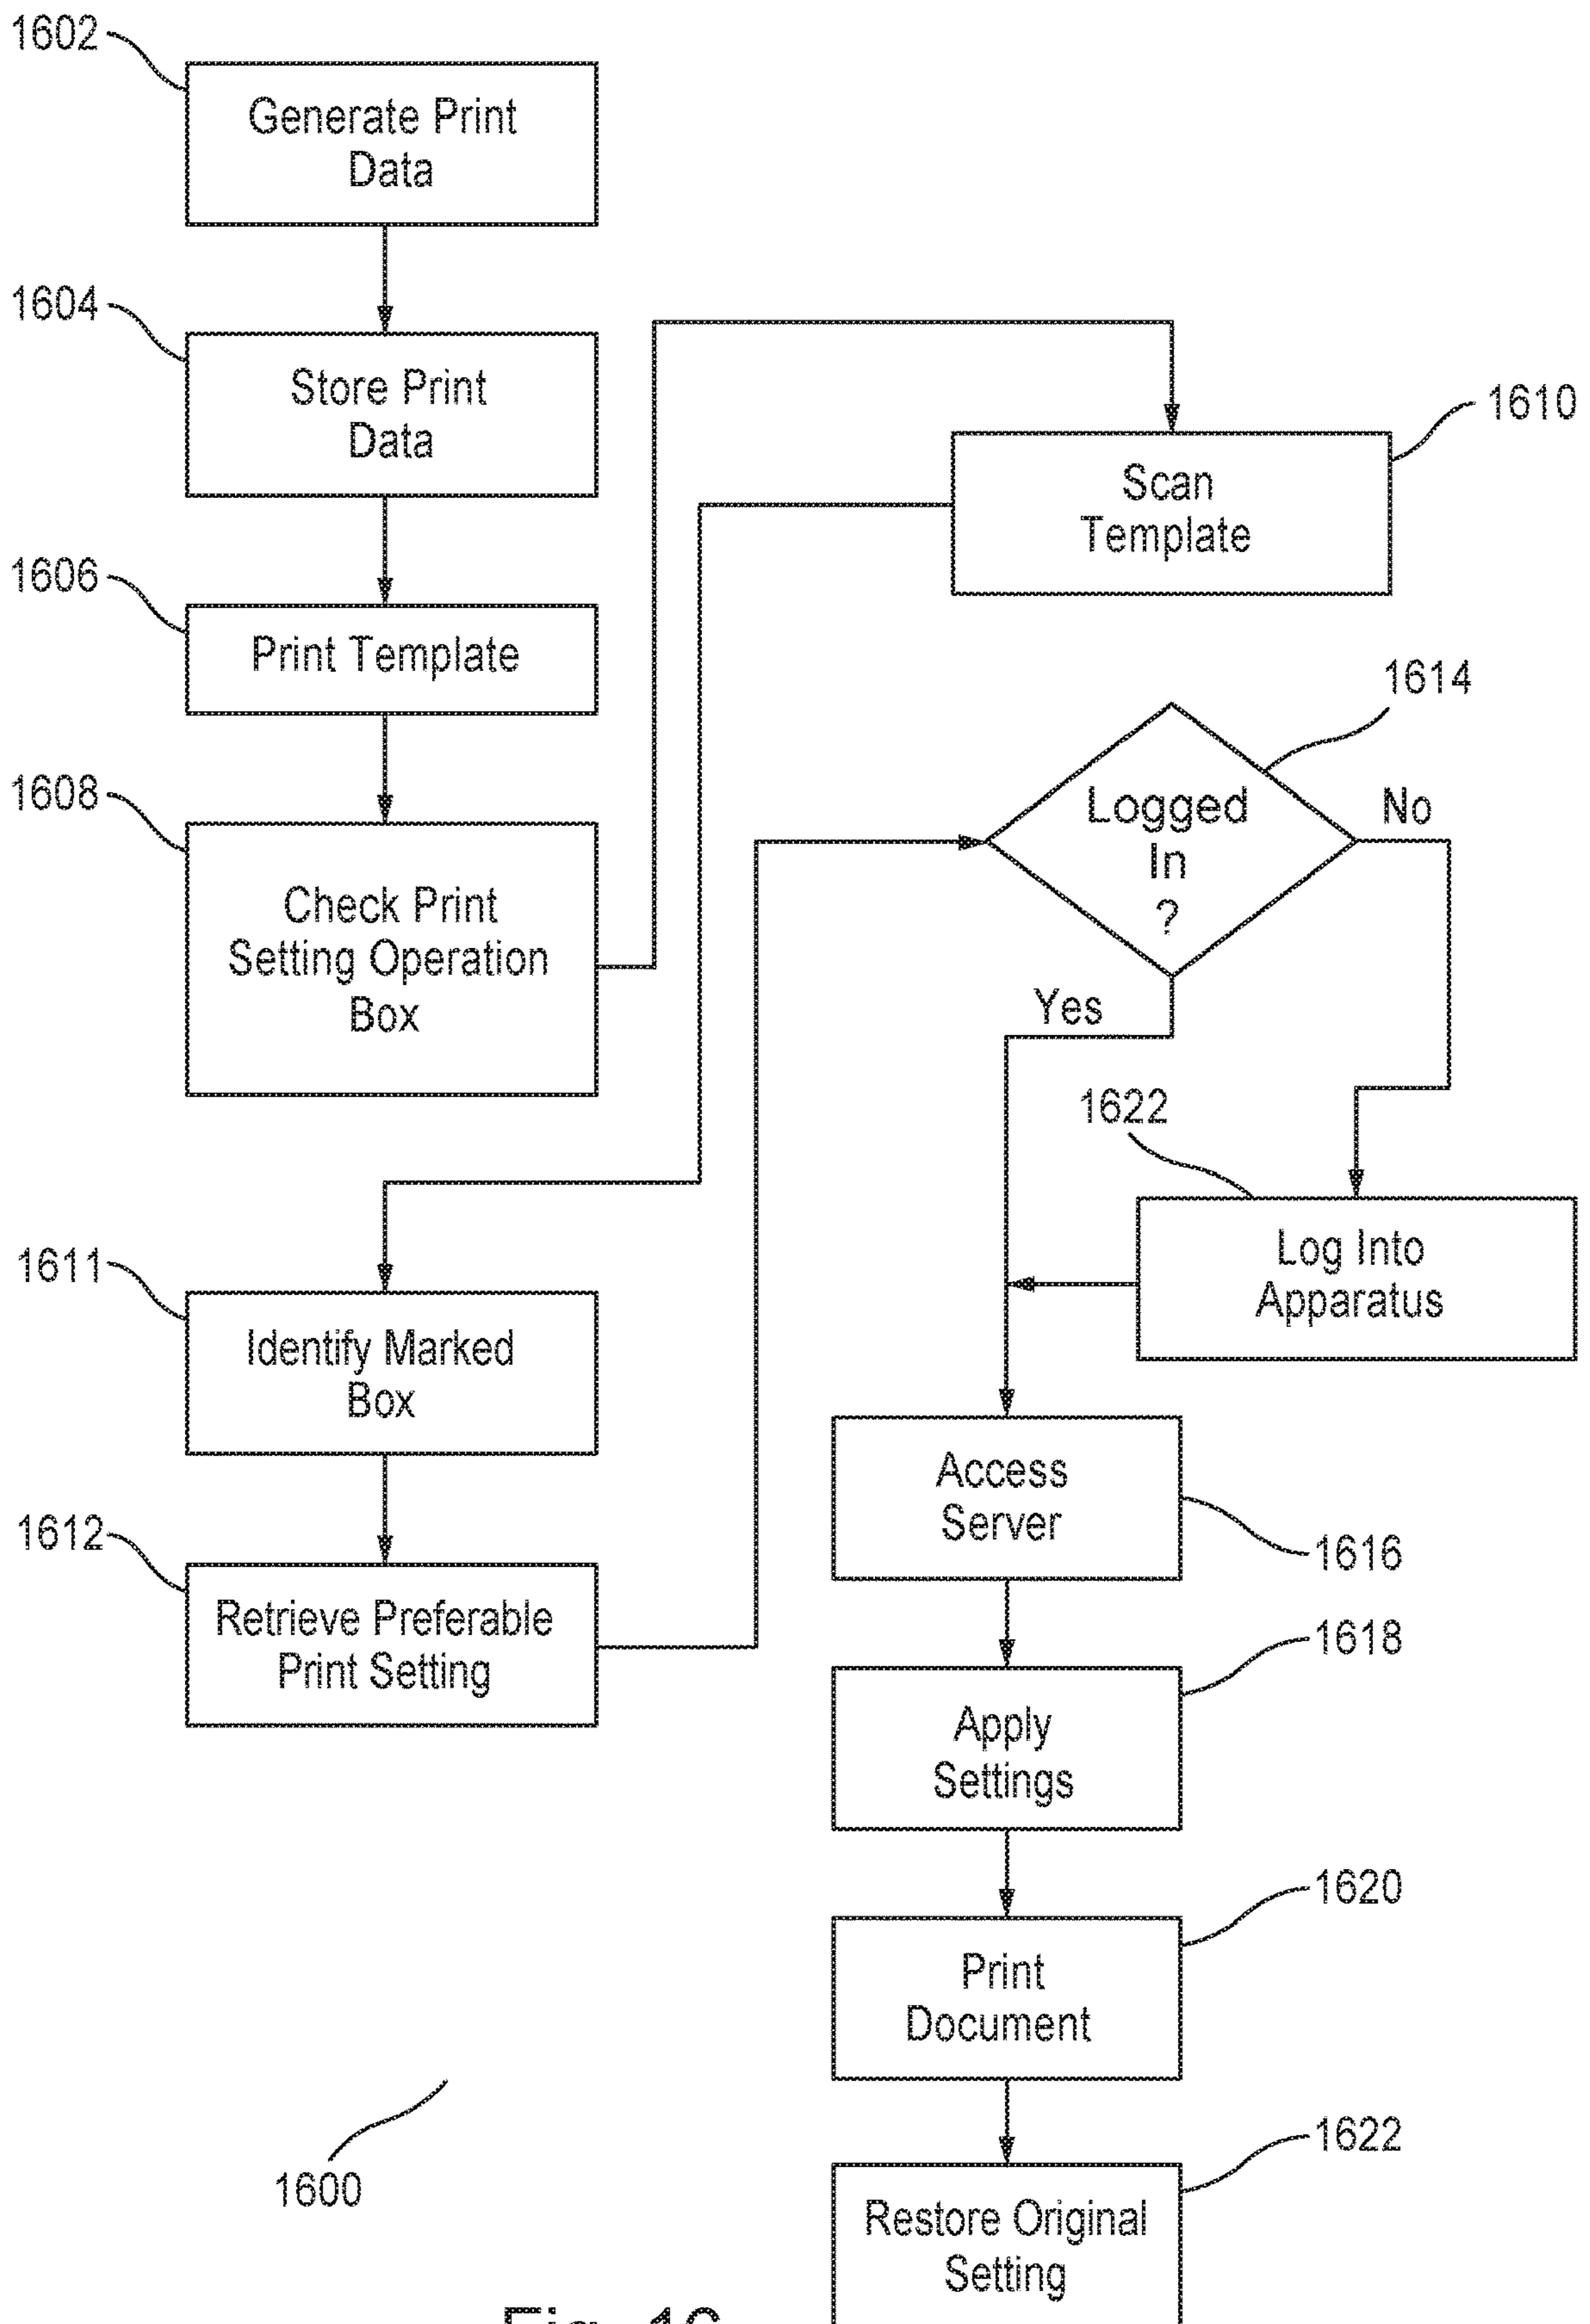 1602
Generate Print
Data
1604
Store Print
Data
1606
Print Template
1608
Check Print
Setting Operation
Box
1610
Scan
Template
1611
Identify Marked
Box
1612
Retrieve Preferable
Print Setting
1614
Logged
In
?
No
Yes
1622
Log Into
Apparatus
Access
Server
1616
1618
Apply
Settings
1620
Print
Document
1622
Restore Original
Setting
1600